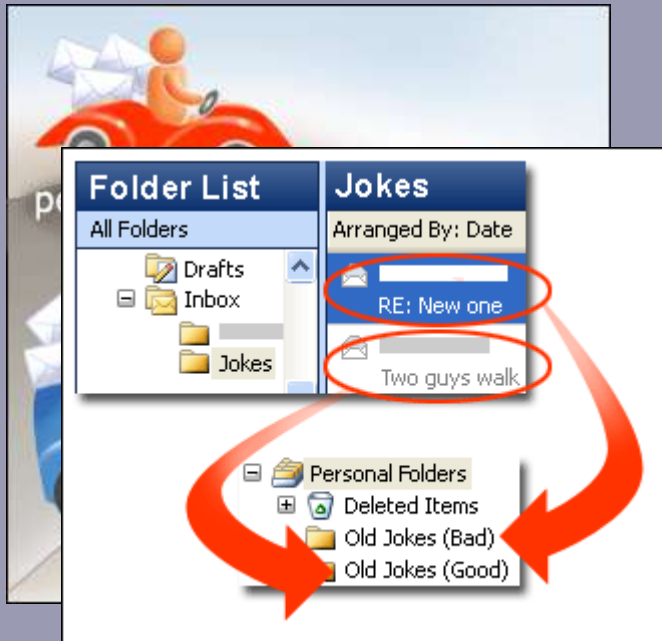 Folder List
All Folders
Drafts
Inbox
Jokes
Jokes
Arranged By: Date
RE: New one
Two guys walk
Personal Folders
Deleted Items
Old Jokes (Bad)
Old Jokes (Good)